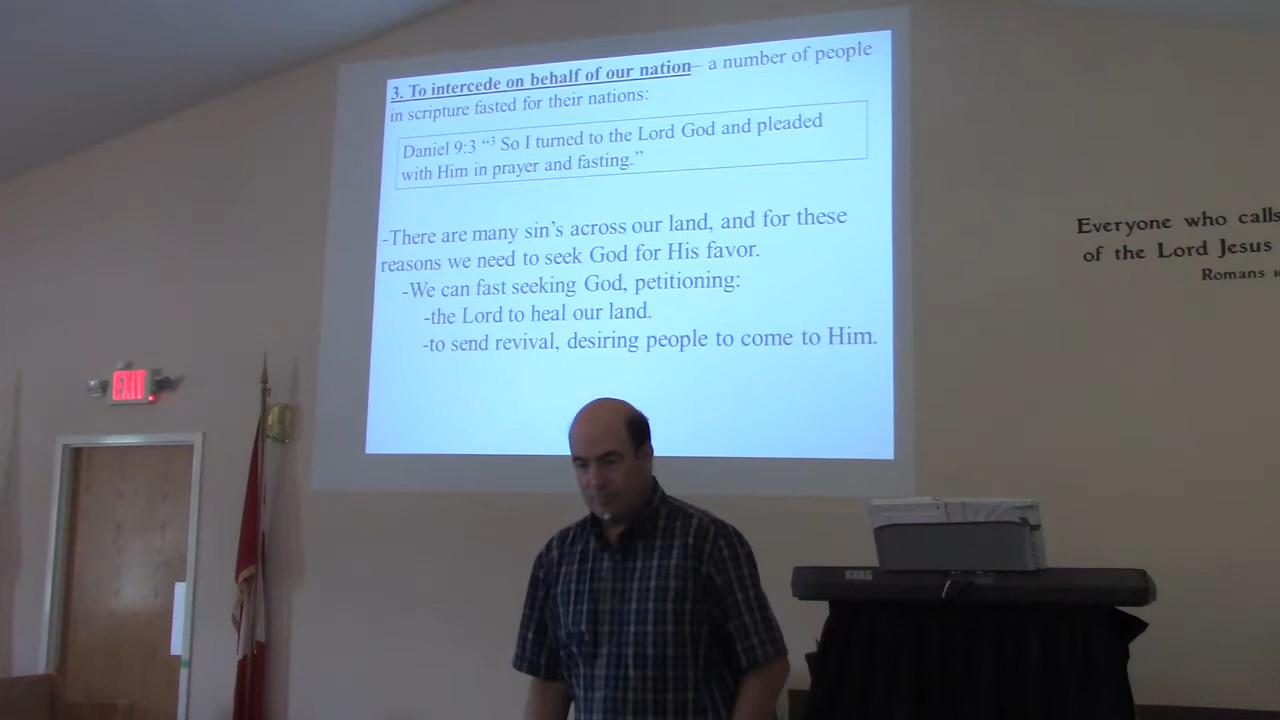 3. To intercede on behalf of our nation– a number of people
in scripture fasted for their nations:
Daniel 9:3 “³ So I turned to the Lord God and pleaded
with Him in prayer and fasting.”
-There are many sin’s across our land, and for these
reasons we need to seek God for His favor.
-We can fast seeking God, petitioning:
-the Lord to heal our land.
-to send revival, desiring people to come to Him.
Everyone who calls
of the Lord Jesus
Romans
EXIT
KORG